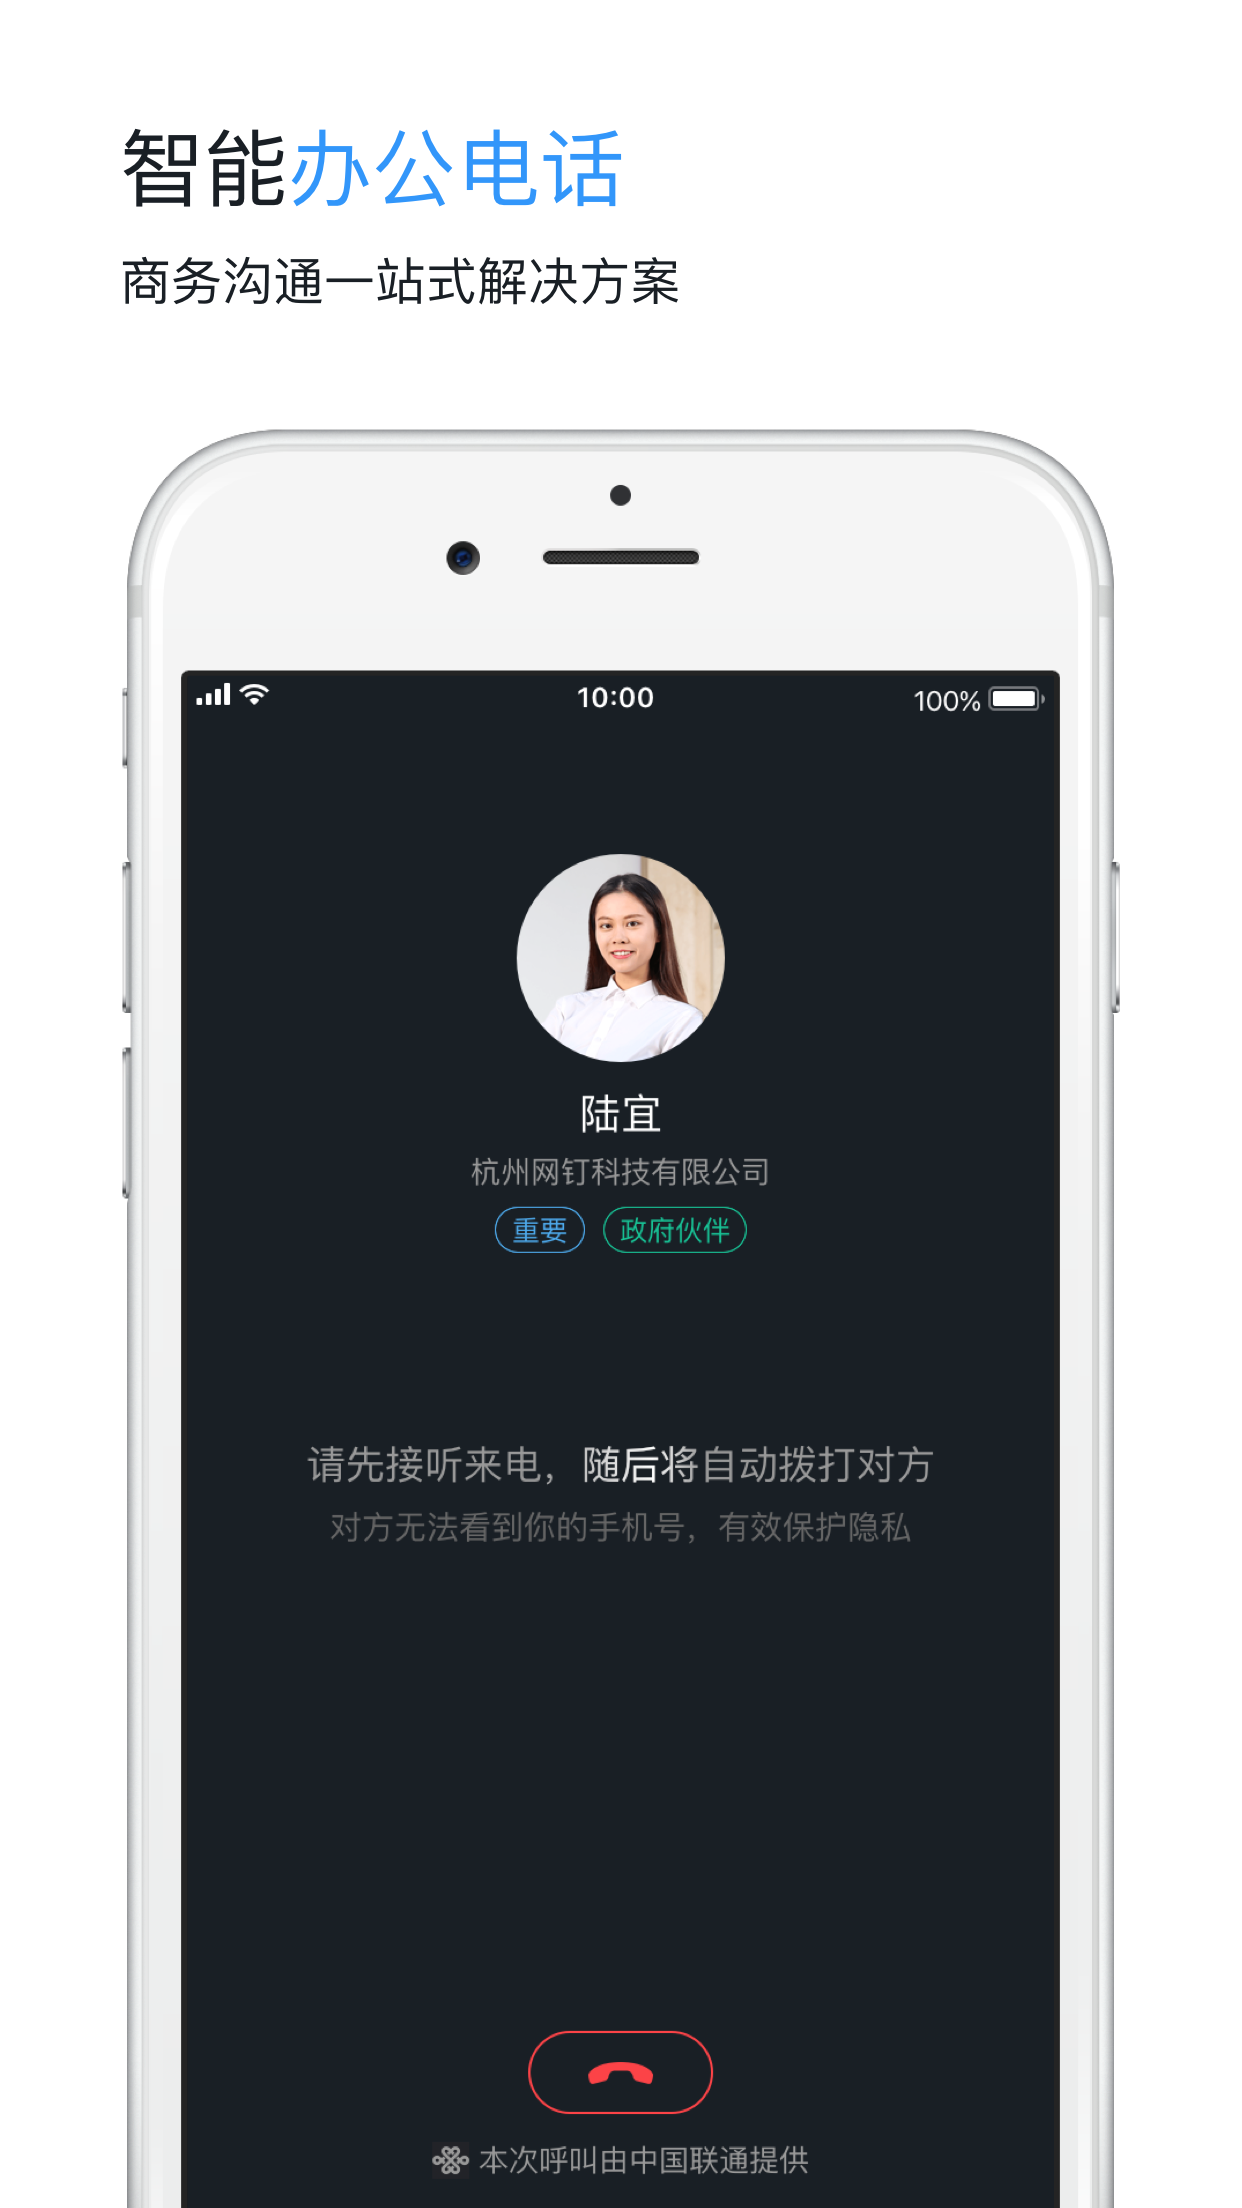 智能办公电话
商务沟通一站式解决方案
10:00
100%
陆宜
杭州网钉科技有限公司
重要
政府伙伴
请先接听来电，随后将自动拨打对方
对方无法看到你的手机号，有效保护隐私
本次呼叫由中国联通提供